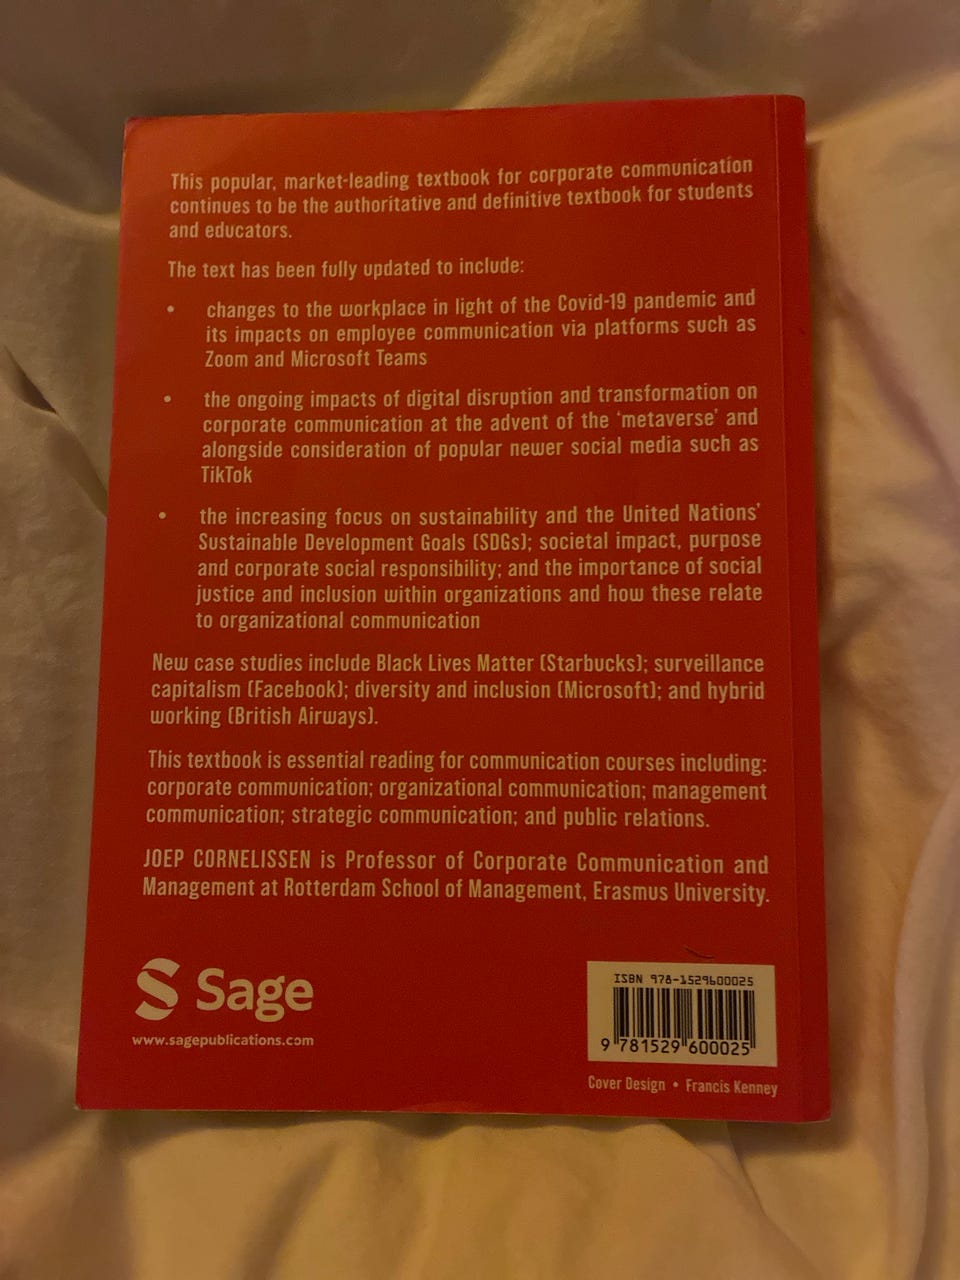 This popular, market-leading textbook for corporate communication
continues to be the authoritative and definitive textbook for students
and educators.
The text has been fully updated to include:
• changes to the workplace in light of the Covid-19 pandemic and
its impacts on employee communication via platforms such as
Zoom and Microsoft Teams
• the ongoing impacts of digital disruption and transformation on
corporate communication at the advent of the ‘metaverse’ and
alongside consideration of popular newer social media such as
TikTok
• the increasing focus on sustainability and the United Nations’
Sustainable Development Goals (SDGs); societal impact, purpose
and corporate social responsibility; and the importance of social
justice and inclusion within organizations and how these relate
to organizational communication
New case studies include Black Lives Matter (Starbucks); surveillance
capitalism (Facebook); diversity and inclusion (Microsoft); and hybrid
working (British Airways).
This textbook is essential reading for communication courses including:
corporate communication; organizational communication; management
communication; strategic communication; and public relations.
JOEP CORNELISSEN is Professor of Corporate Communication and
Management at Rotterdam School of Management, Erasmus University.
Sage
www.sagepublications.com
ISBN 978-1529600025
9 781529 600025
Cover Design • Francis Kenney